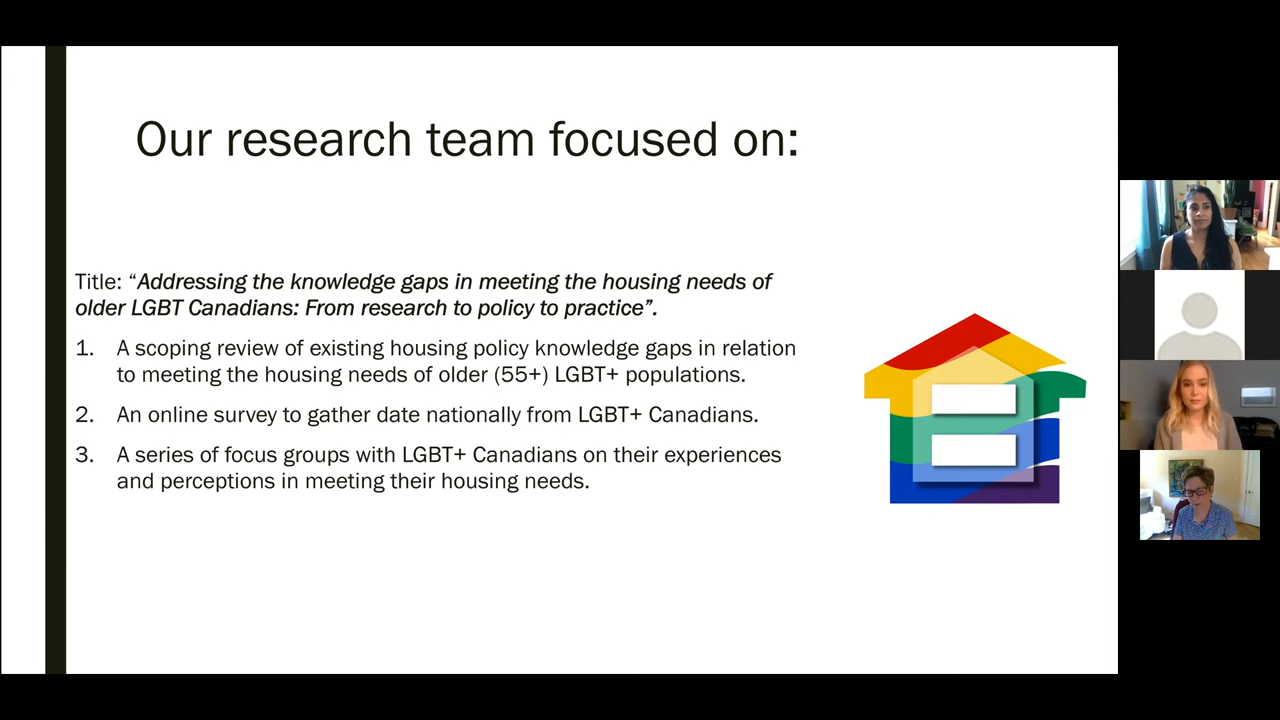 Our research team focused on:
Title: “Addressing the knowledge gaps in meeting the housing needs of
older LGBT Canadians: From research to policy to practice”.
1. A scoping review of existing housing policy knowledge gaps in relation
to meeting the housing needs of older (55+) LGBT+ populations.
2. An online survey to gather date nationally from LGBT+ Canadians.
3. A series of focus groups with LGBT+ Canadians on their experiences
and perceptions in meeting their housing needs.